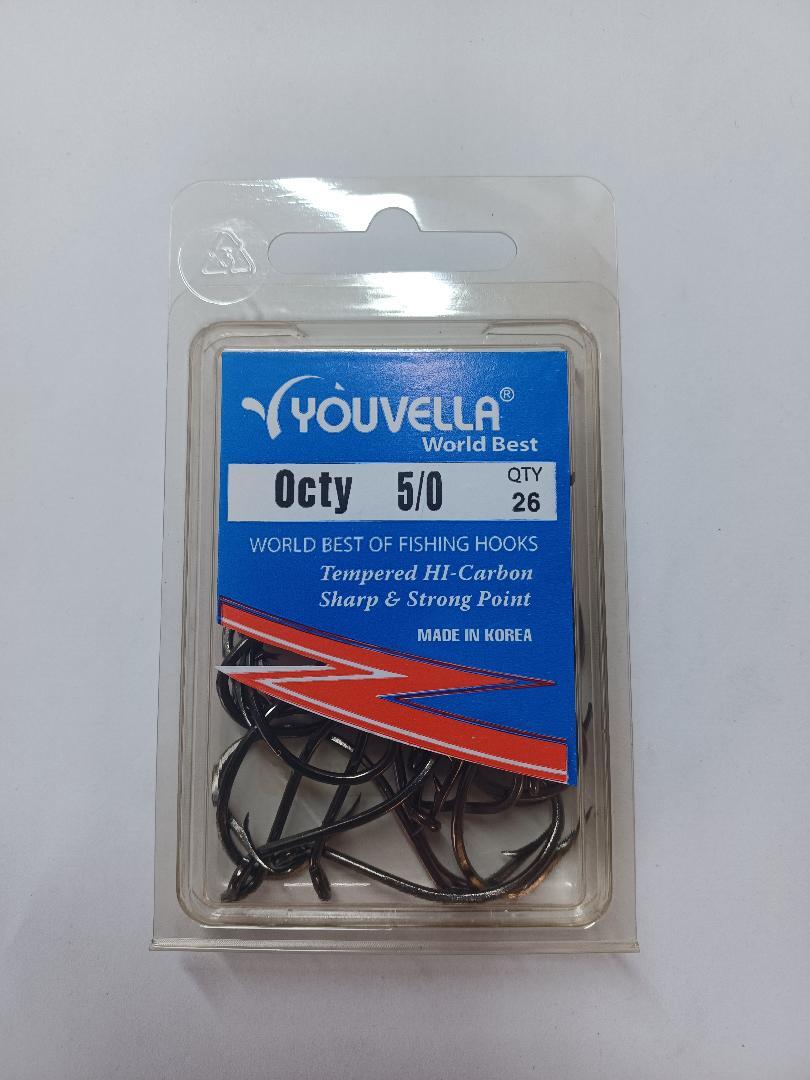 YOUVELLA®
World Best
Octy 5/0 QTY 26
WORLD BEST OF FISHING HOOKS
Tempered HI-Carbon
Sharp & Strong Point
MADE IN KOREA